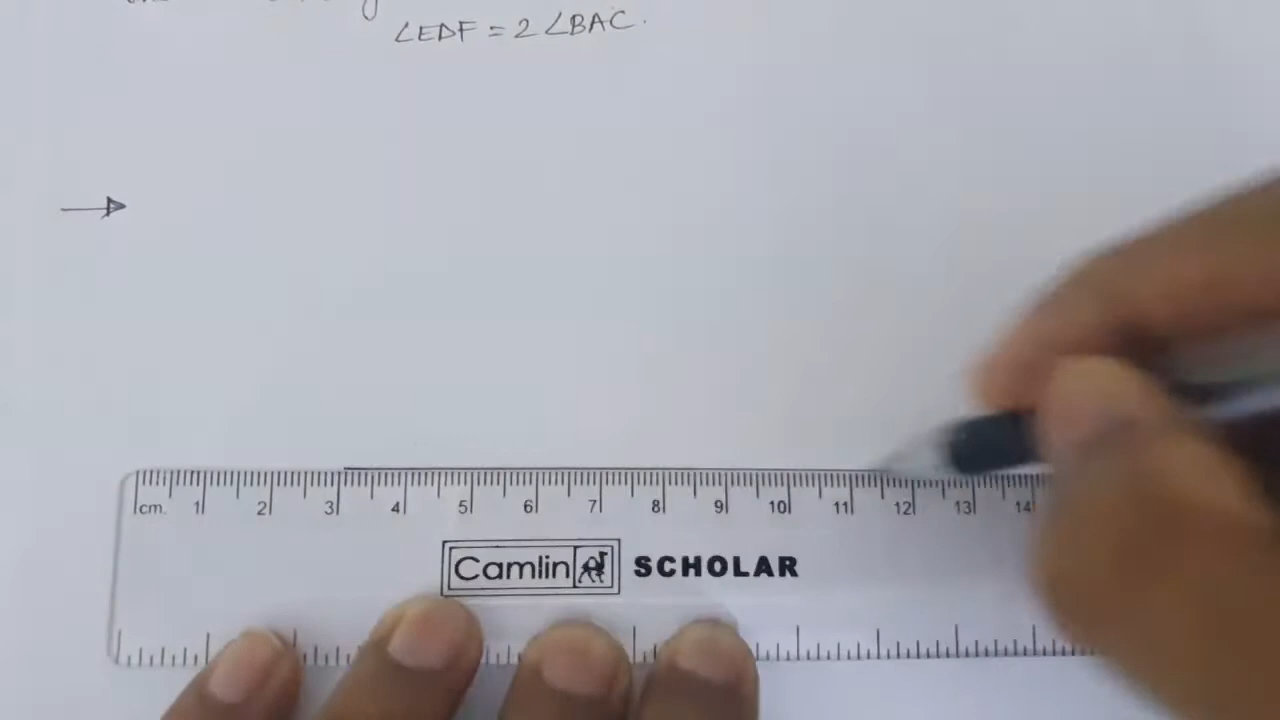 ∠EDF = 2 ∠BAC.
cm. 1 2 3 4 5 6 7 8 9 10 11 12 13 14
Camlin SCHOLAR